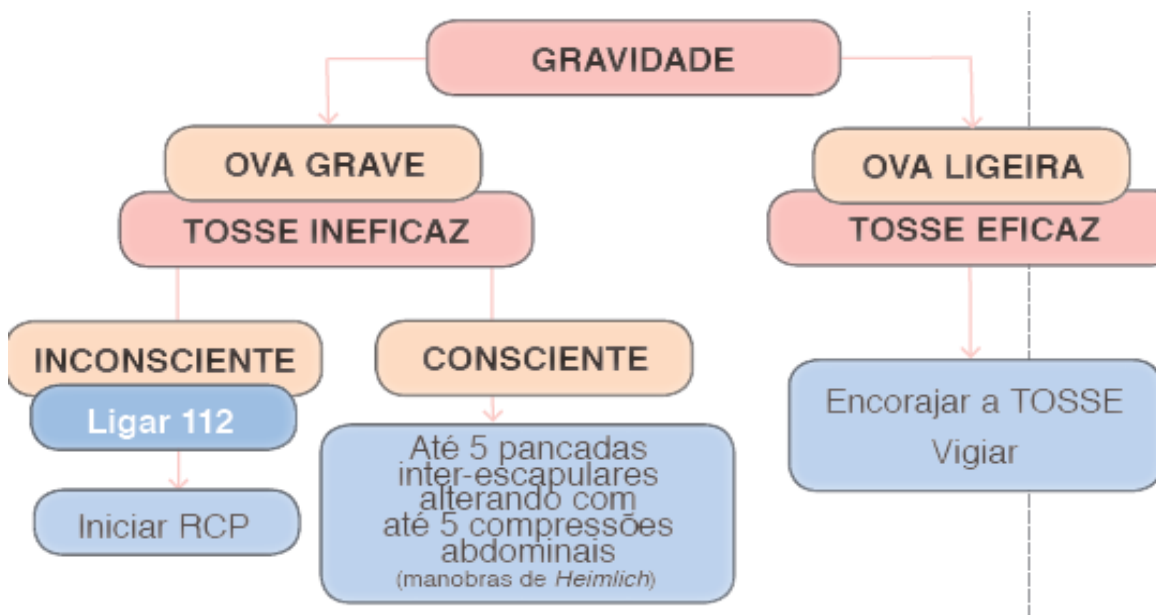 GRAVIDADE
OVA GRAVE
TOSSE INEFICAZ
OVA LIGEIRA
TOSSE EFICAZ
INCONSCIENTE
Ligar 112
Iniciar RCP
CONSCIENTE
Até 5 pancadas
inter-escapulares
alterando com
até 5 compressões
abdominais
(manobras de Heimlich)
Encorajar a TOSSE
Vigiar